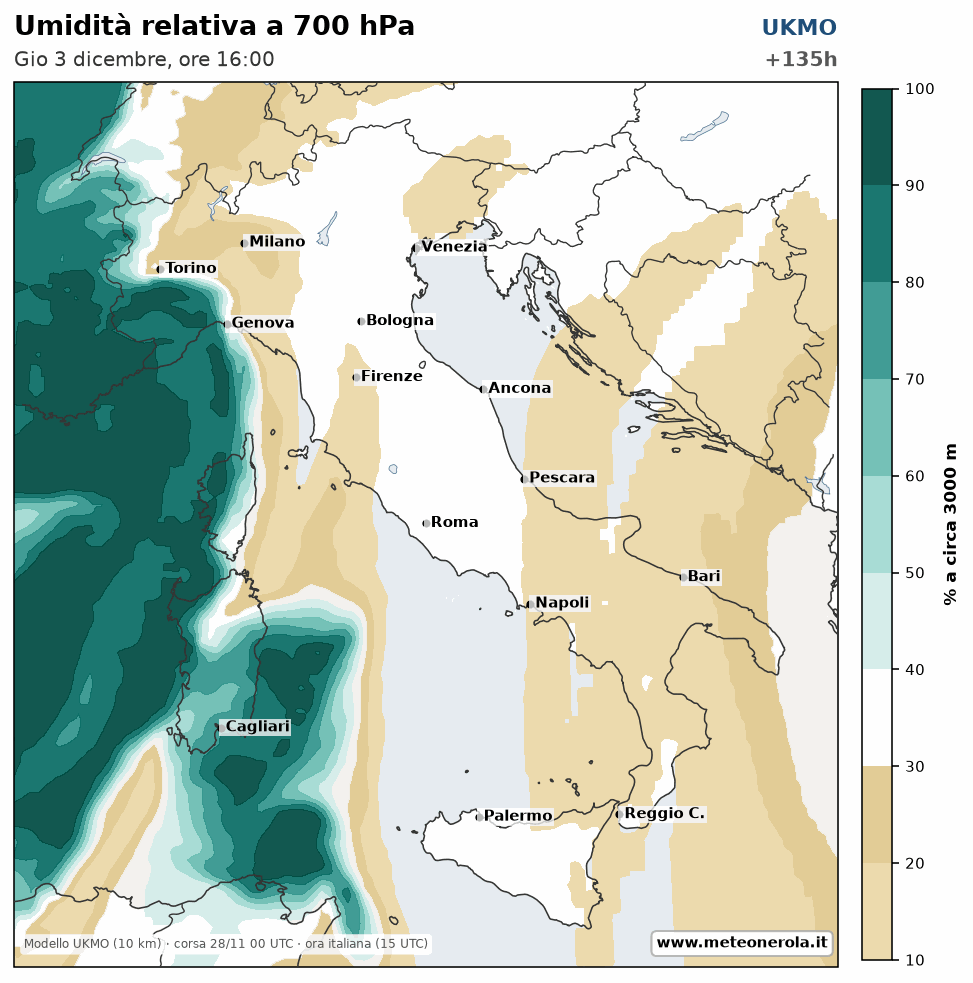 Umidità relativa a 700 hPa
UKMO
Gio 3 dicembre, ore 16:00
+135h
100
90
80
70
60
50
40
30
20
10
% a circa 3000 m
Milano
Venezia
Torino
Genova
Bologna
Firenze
Ancona
Pescara
Roma
Bari
Napoli
Cagliari
Palermo
Reggio C.
Modello UKMO (10 km) · corsa 28/11 00 UTC · ora italiana (15 UTC)
www.meteonerola.it